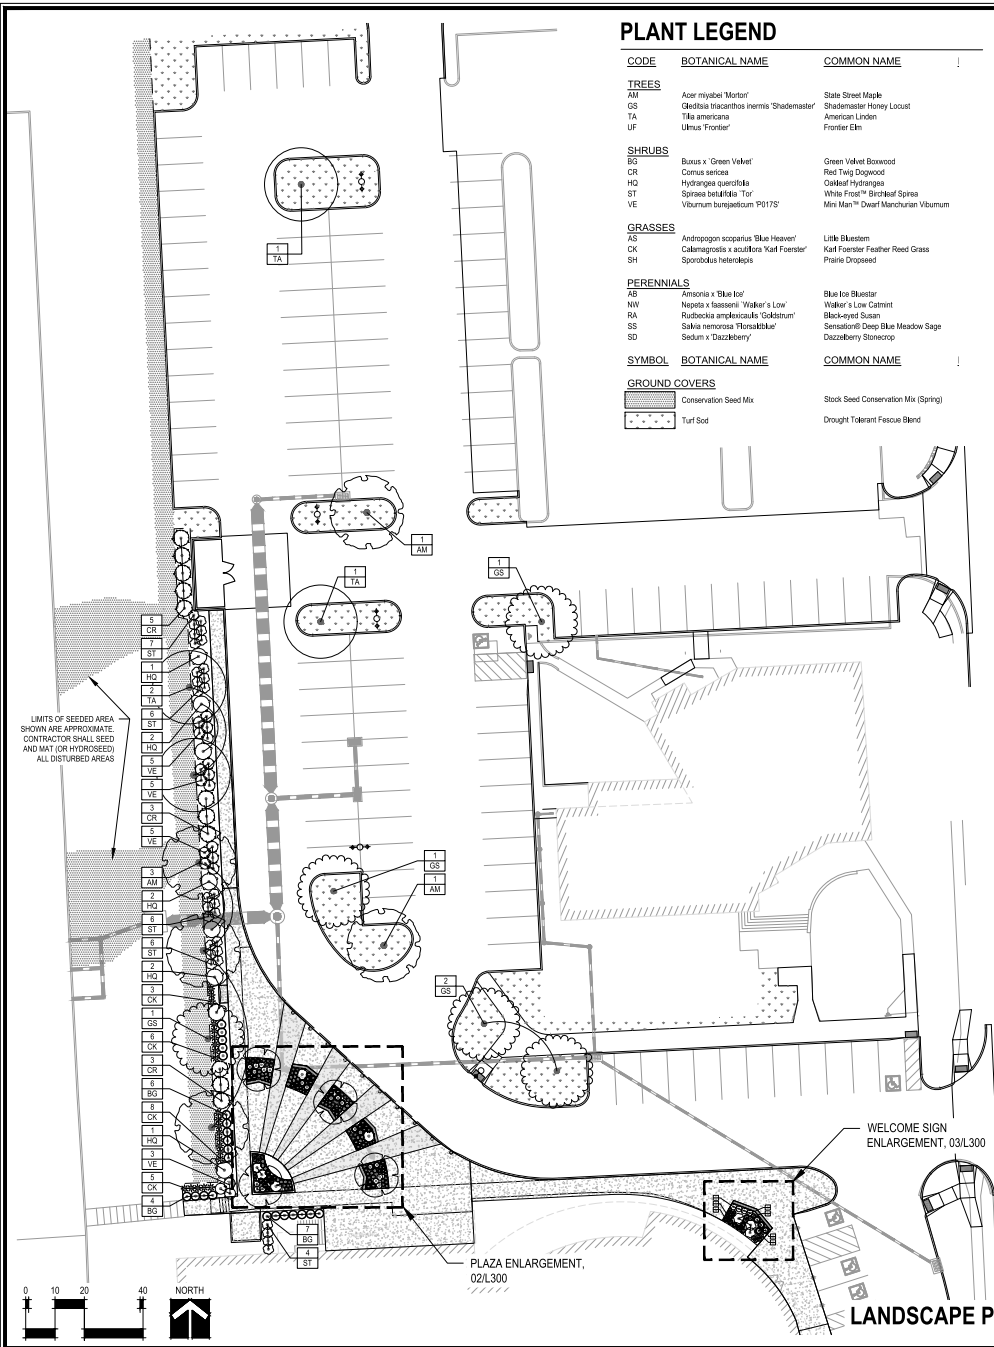 PLANT LEGEND
CODE BOTANICAL NAME COMMON NAME
TREES
AM Acer miyabei 'Morton' State Street Maple
GS Gleditsia triacanthos inermis 'Shademaster' Shademaster Honey Locust
TA Tilia americana American Linden
UF Ulmus 'Frontier' Frontier Elm
SHRUBS
BG Buxus x `Green Velvet` Green Velvet Boxwood
CR Cornus sericea Red Twig Dogwood
HQ Hydrangea quercifolia Oakleaf Hydrangea
ST Spiraea betulifolia `Tor` White Frost™ Birchleaf Spirea
VE Viburnum burejaeticum 'P017S' Mini Man™ Dwarf Manchurian Viburnum
GRASSES
AS Andropogon scoparius 'Blue Heaven' Little Bluestem
CK Calamagrostis x acutiflora 'Karl Foerster' Karl Foerster Feather Reed Grass
SH Sporobolus heterolepis Prairie Dropseed
PERENNIALS
AB Amsonia x 'Blue Ice' Blue Ice Bluestar
NW Nepeta x faassenii `Walker`s Low` Walker`s Low Catmint
RA Rudbeckia amplexicaulis 'Goldstrum' Black-eyed Susan
SS Salvia nemorosa 'Florsaldblue' Sensation® Deep Blue Meadow Sage
SD Sedum x 'Dazzleberry' Dazzelberry Stonecrop
SYMBOL BOTANICAL NAME COMMON NAME
GROUND COVERS
Conservation Seed Mix Stock Seed Conservation Mix (Spring)
Turf Sod Drought Tolerant Fescue Blend
1
TA
1
AM
1
TA
1
GS
5
CR
7
ST
1
HQ
2
TA
6
ST
2
HQ
5
VE
5
VE
3
CR
5
VE
3
AM
2
HQ
6
ST
6
ST
2
HQ
3
CK
1
GS
6
CK
3
CR
6
BG
8
CK
1
HQ
3
VE
5
CK
4
BG
LIMITS OF SEEDED AREA
SHOWN ARE APPROXIMATE.
CONTRACTOR SHALL SEED
AND MAT (OR HYDROSEED)
ALL DISTURBED AREAS
1
GS
1
AM
2
GS
7
BG
4
ST
WELCOME SIGN
ENLARGEMENT, 03/L300
PLAZA ENLARGEMENT,
02/L300
0 10 20 40
NORTH
LANDSCAPE P